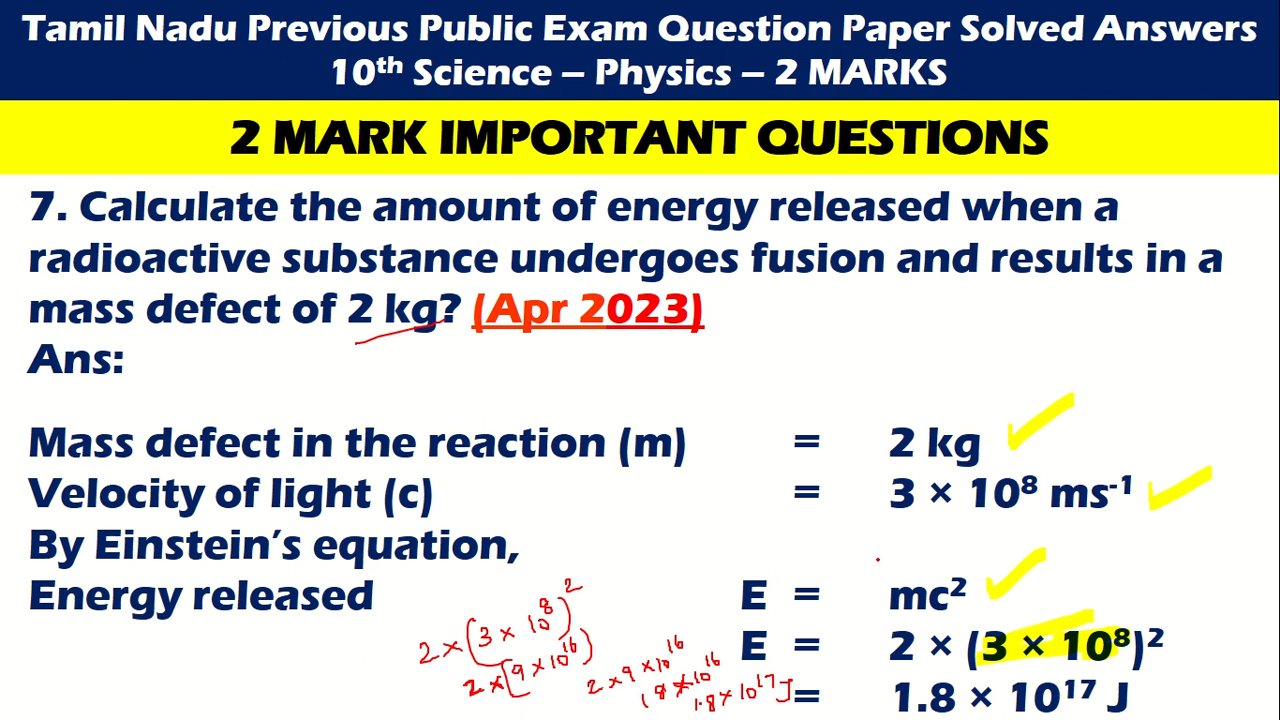 Tamil Nadu Previous Public Exam Question Paper Solved Answers
10th Science – Physics – 2 MARKS
2 MARK IMPORTANT QUESTIONS
7. Calculate the amount of energy released when a
radioactive substance undergoes fusion and results in a
mass defect of 2 kg? (Apr 2023)
Ans:
Mass defect in the reaction (m) = 2 kg
Velocity of light (c) = 3 × 10⁸ ms⁻¹
By Einstein's equation,
Energy released E = mc²
E = 2 × (3 × 10⁸)²
= 1.8 × 10¹⁷ J
2 × (3 × 10⁸)²
2 × (9 × 10¹⁶)
2 × 9 × 10¹⁶
18 × 10¹⁶
1.8 × 10¹⁷ J